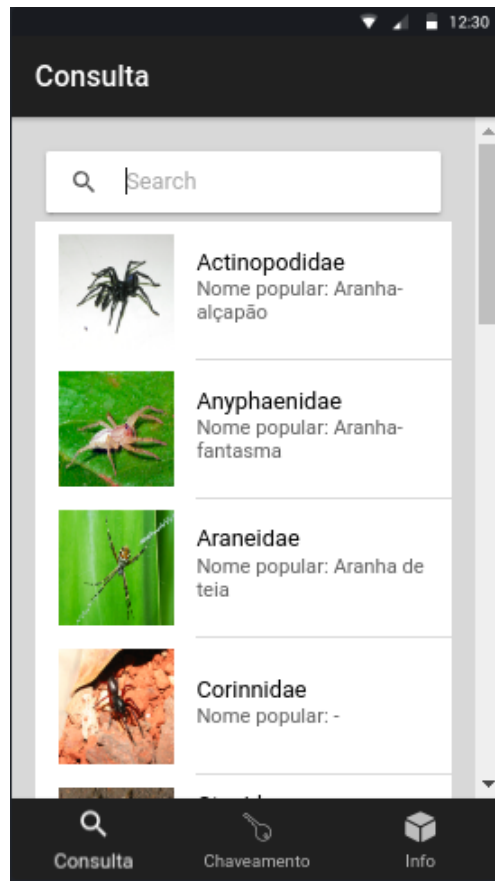 12:30
Consulta
Search
Actinopodidae
Nome popular: Aranha-
alçapão
Anyphaenidae
Nome popular: Aranha-
fantasma
Araneidae
Nome popular: Aranha de
teia
Corinnidae
Nome popular: -
Consulta
Chaveamento
Info